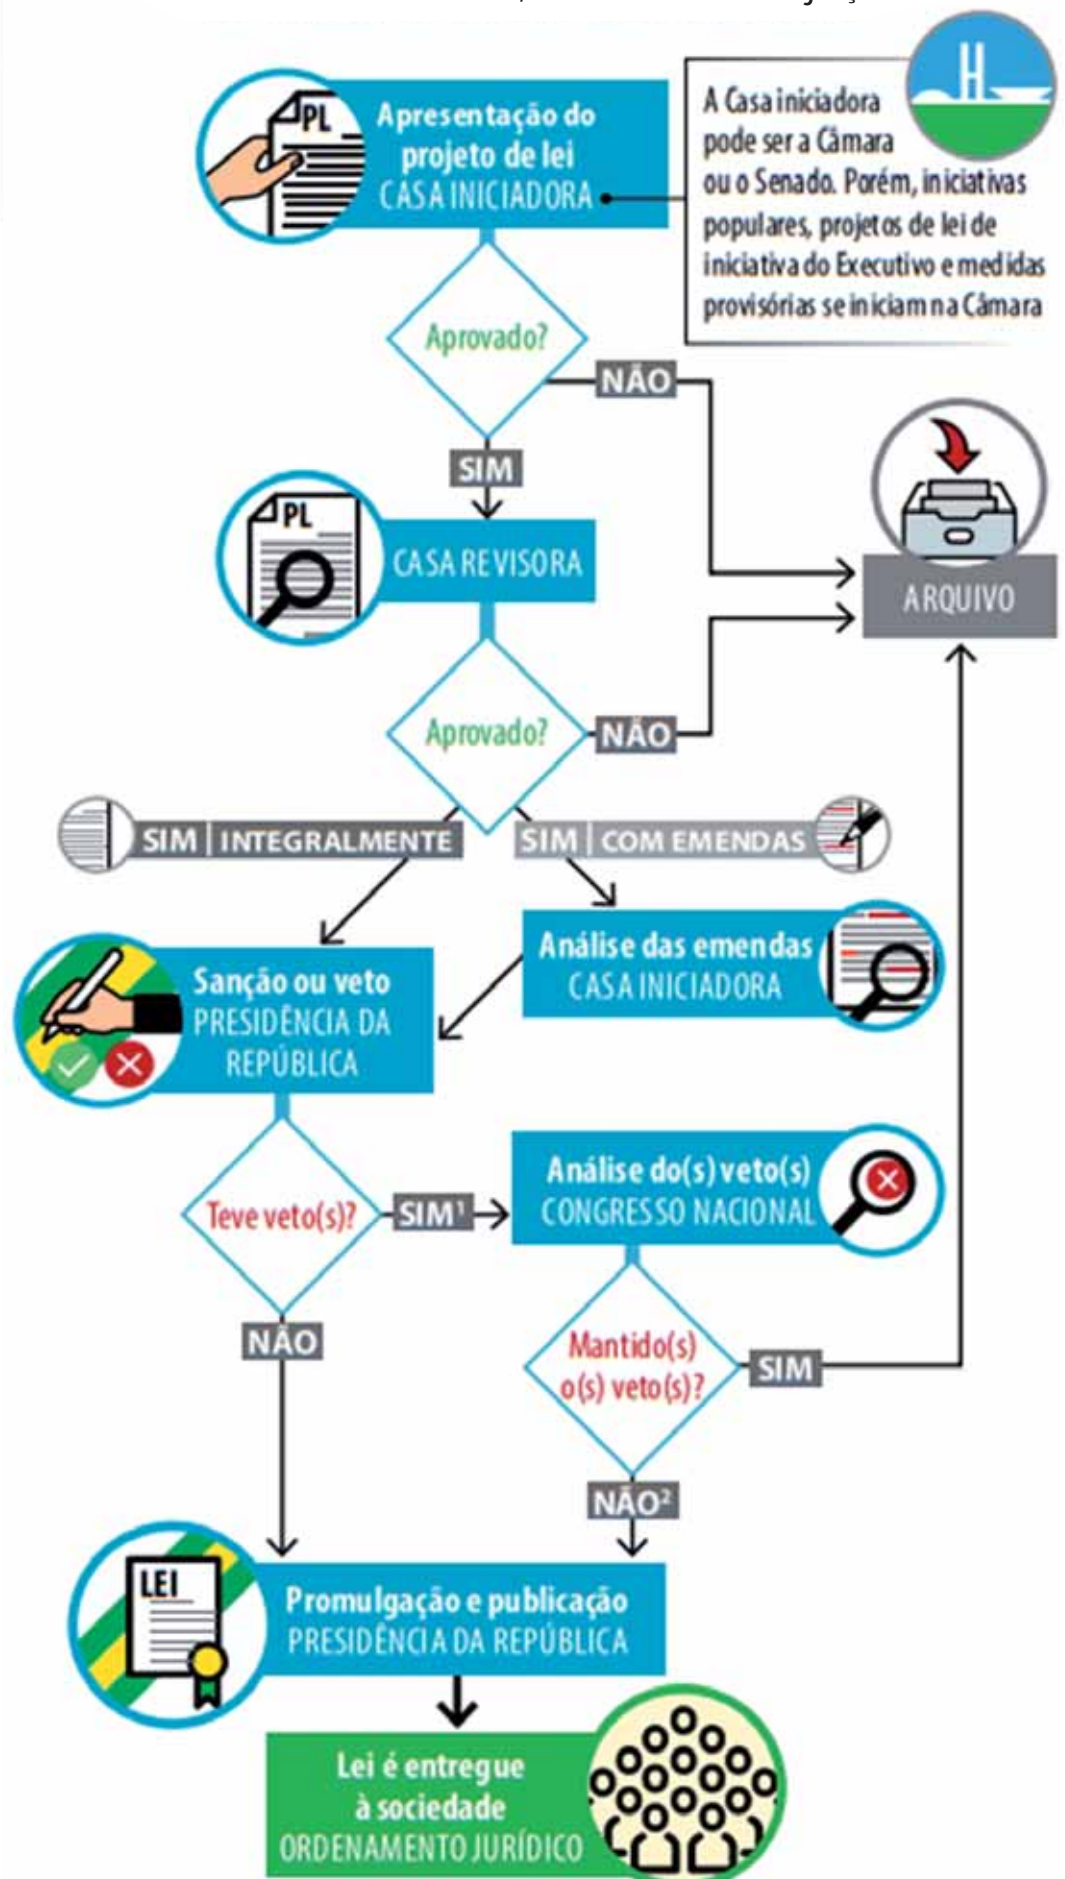 PL
Apresentação do
projeto de lei
CASA INICIADORA
A Casa iniciadora
pode ser a Câmara
ou o Senado. Porém, iniciativas
populares, projetos de lei de
iniciativa do Executivo e medidas
provisórias se iniciam na Câmara
Aprovado?
NÃO
SIM
PL
CASA REVISORA
ARQUIVO
Aprovado?
NÃO
SIM | INTEGRALMENTE
SIM | COM EMENDAS
Análise das emendas
CASA INICIADORA
Sanção ou veto
PRESIDÊNCIA DA
REPÚBLICA
Análise do(s) veto(s)
CONGRESSO NACIONAL
Teve veto(s)?
SIM¹
NÃO
Mantido(s)
o(s) veto(s)?
SIM
NÃO²
LEI
Promulgação e publicação
PRESIDÊNCIA DA REPÚBLICA
Lei é entregue
à sociedade
ORDENAMENTO JURÍDICO